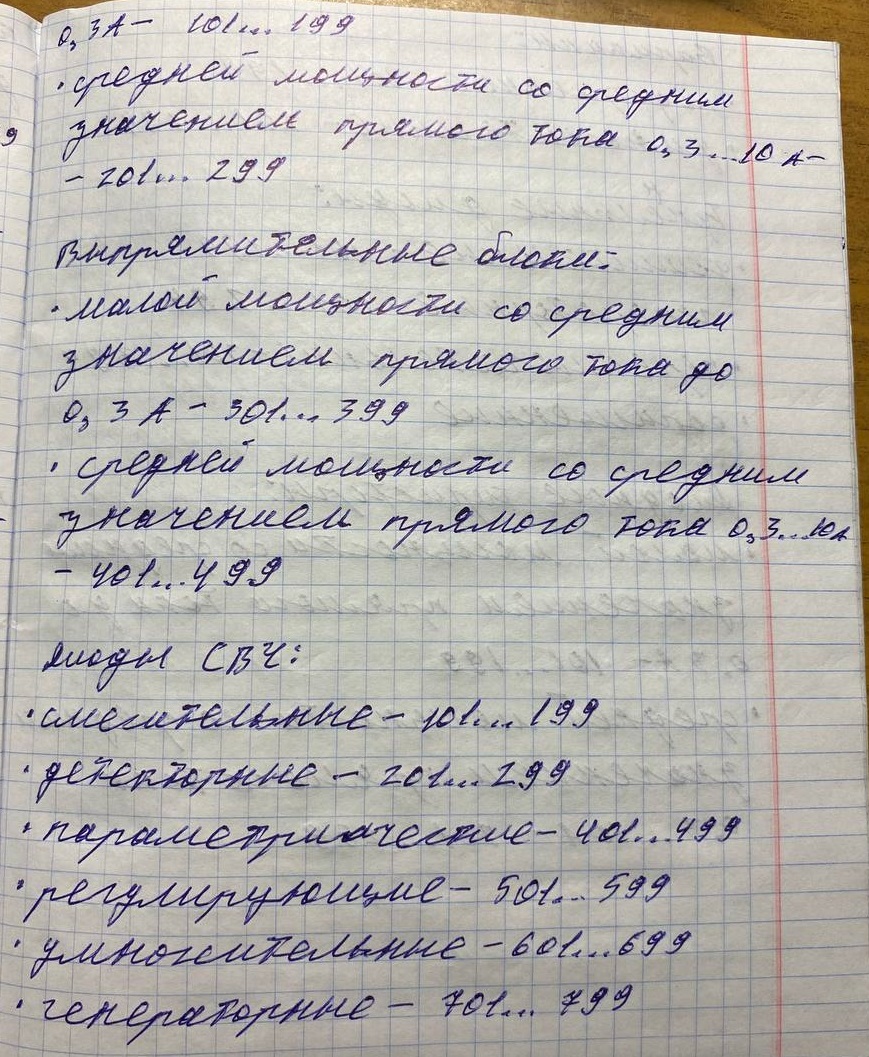 0,3А – 101... 199
· средней мощности со средним
значением прямого тока 0,3...10 А –
– 201... 299
Выпрямительные блоки:
· малой мощности со средним
значением прямого тока до
0,3 А – 301... 399
· средней мощности со средним
значением прямого тока 0,3...10А
– 401...499
Диоды СВЧ:
· смесительные – 101... 199
· детекторные – 201... 299
· параметрические – 401...499
· регулирующие – 501... 599
· умножительные – 601...699
· генераторные – 701... 799
9